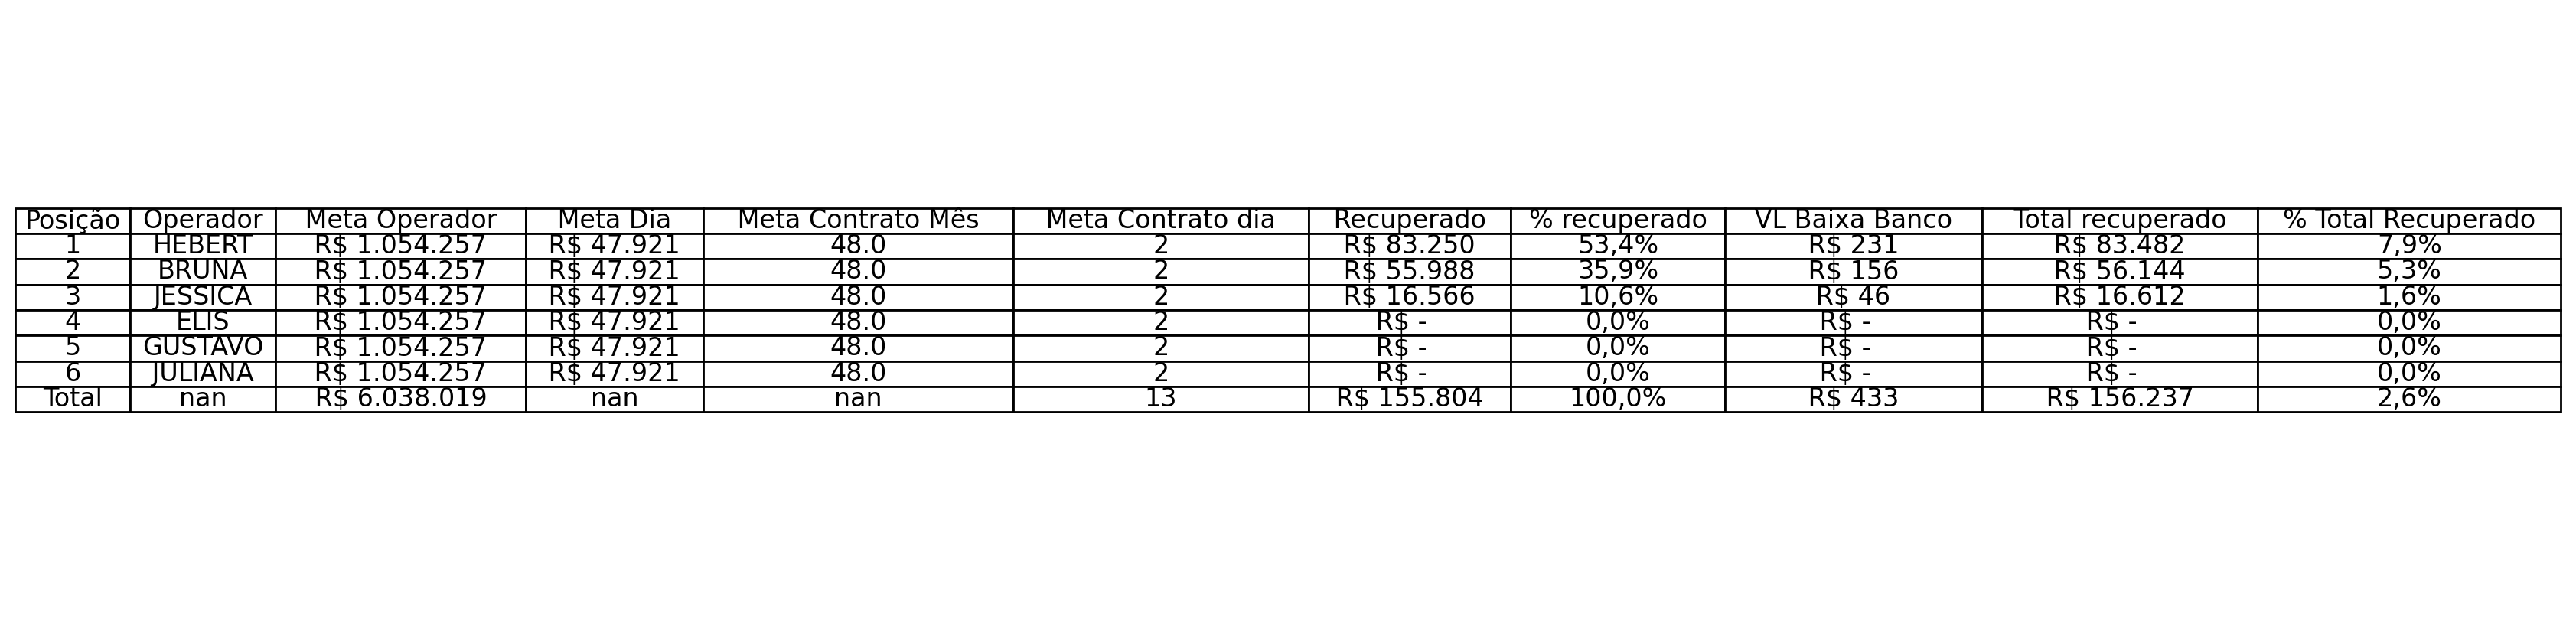 Posição Operador Meta Operador Meta Dia Meta Contrato Mês Meta Contrato dia Recuperado % recuperado VL Baixa Banco Total recuperado % Total Recuperado
1 HEBERT R$ 1.054.257 R$ 47.921 48.0 2 R$ 83.250 53,4% R$ 231 R$ 83.482 7,9%
2 BRUNA R$ 1.054.257 R$ 47.921 48.0 2 R$ 55.988 35,9% R$ 156 R$ 56.144 5,3%
3 JESSICA R$ 1.054.257 R$ 47.921 48.0 2 R$ 16.566 10,6% R$ 46 R$ 16.612 1,6%
4 ELIS R$ 1.054.257 R$ 47.921 48.0 2 R$ - 0,0% R$ - R$ - 0,0%
5 GUSTAVO R$ 1.054.257 R$ 47.921 48.0 2 R$ - 0,0% R$ - R$ - 0,0%
6 JULIANA R$ 1.054.257 R$ 47.921 48.0 2 R$ - 0,0% R$ - R$ - 0,0%
Total nan R$ 6.038.019 nan nan 13 R$ 155.804 100,0% R$ 433 R$ 156.237 2,6%